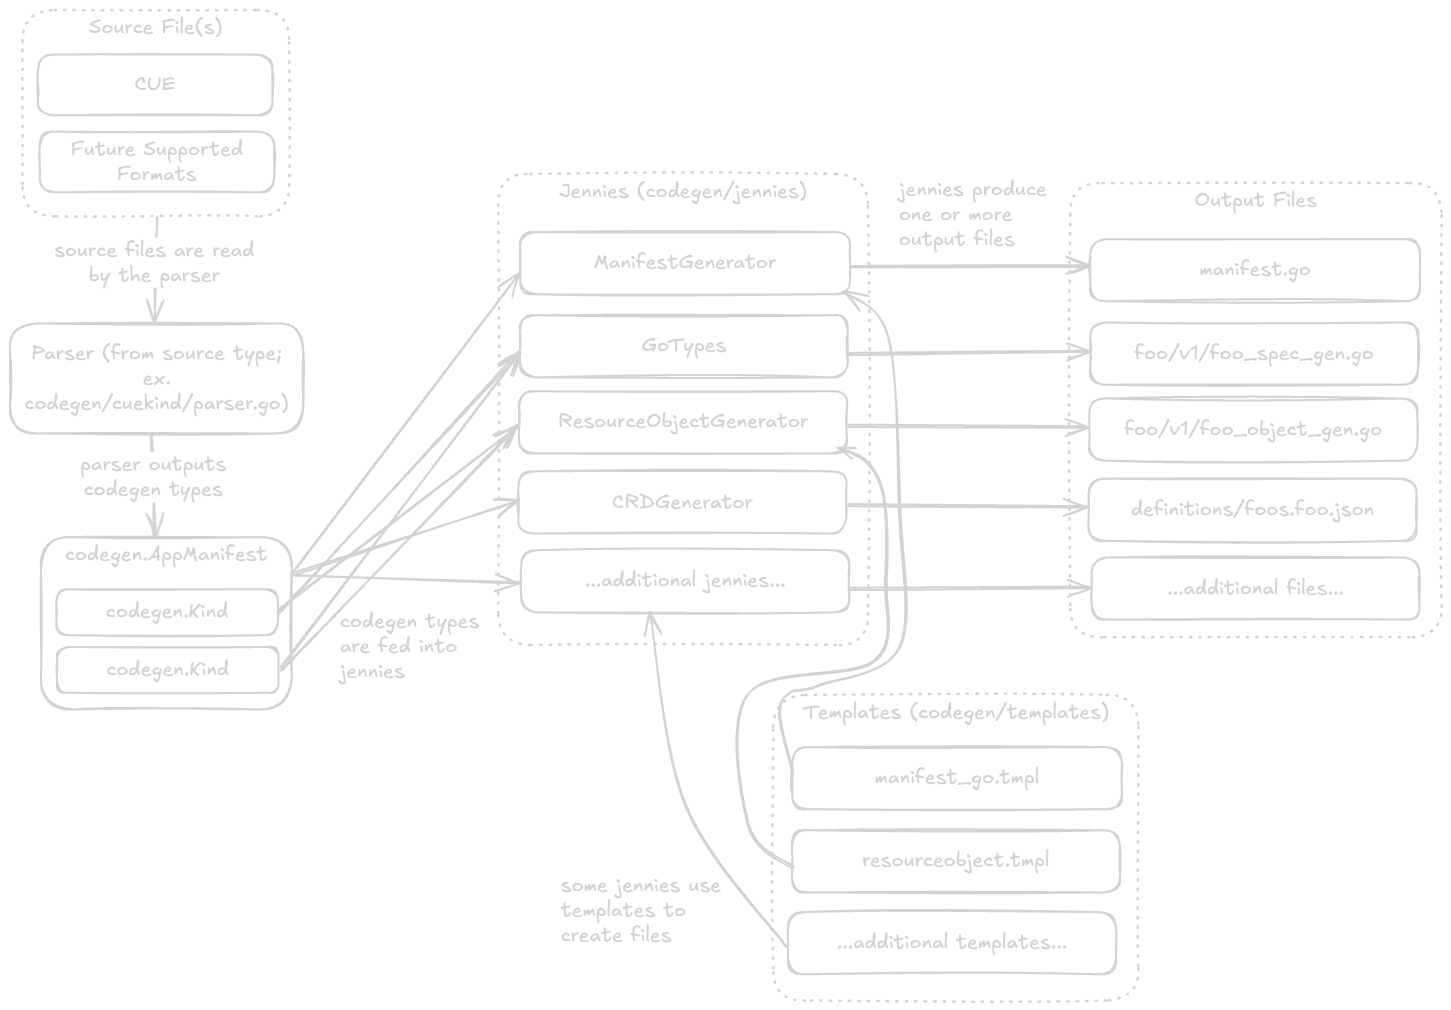 Source File(s)
CUE
Future Supported
Formats
source files are read
by the parser
Parser (from source type;
ex.
codegen/cuekind/parser.go)
parser outputs
codegen types
codegen.AppManifest
codegen.Kind
codegen.Kind
codegen types
are fed into
jennies
Jennies (codegen/jennies)
ManifestGenerator
GoTypes
ResourceObjectGenerator
CRDGenerator
...additional jennies...
jennies produce
one or more
output files
Output Files
manifest.go
foo/v1/foo_spec_gen.go
foo/v1/foo_object_gen.go
definitions/foos.foo.json
...additional files...
some jennies use
templates to
create files
Templates (codegen/templates)
manifest_go.tmpl
resourceobject.tmpl
...additional templates...